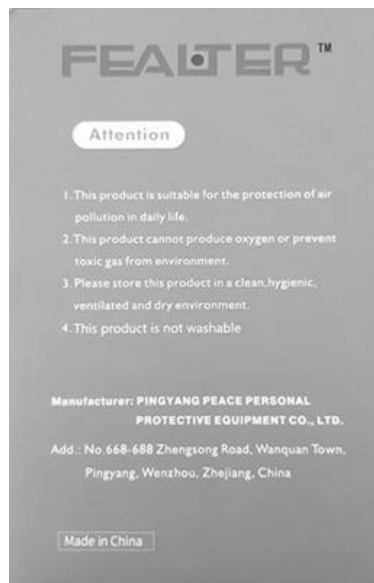 FEALTER™
Attention
1. This product is suitable for the protection of air
pollution in daily life.
2. This product cannot produce oxygen or prevent
toxic gas from environment.
3. Please store this product in a clean,hygienic,
ventilated and dry environment.
4. This product is not washable
Manufacturer: PINGYANG PEACE PERSONAL
PROTECTIVE EQUIPMENT CO., LTD.
Add.: No.668-688 Zhengsong Road, Wanquan Town,
Pingyang, Wenzhou, Zhejiang, China
Made in China